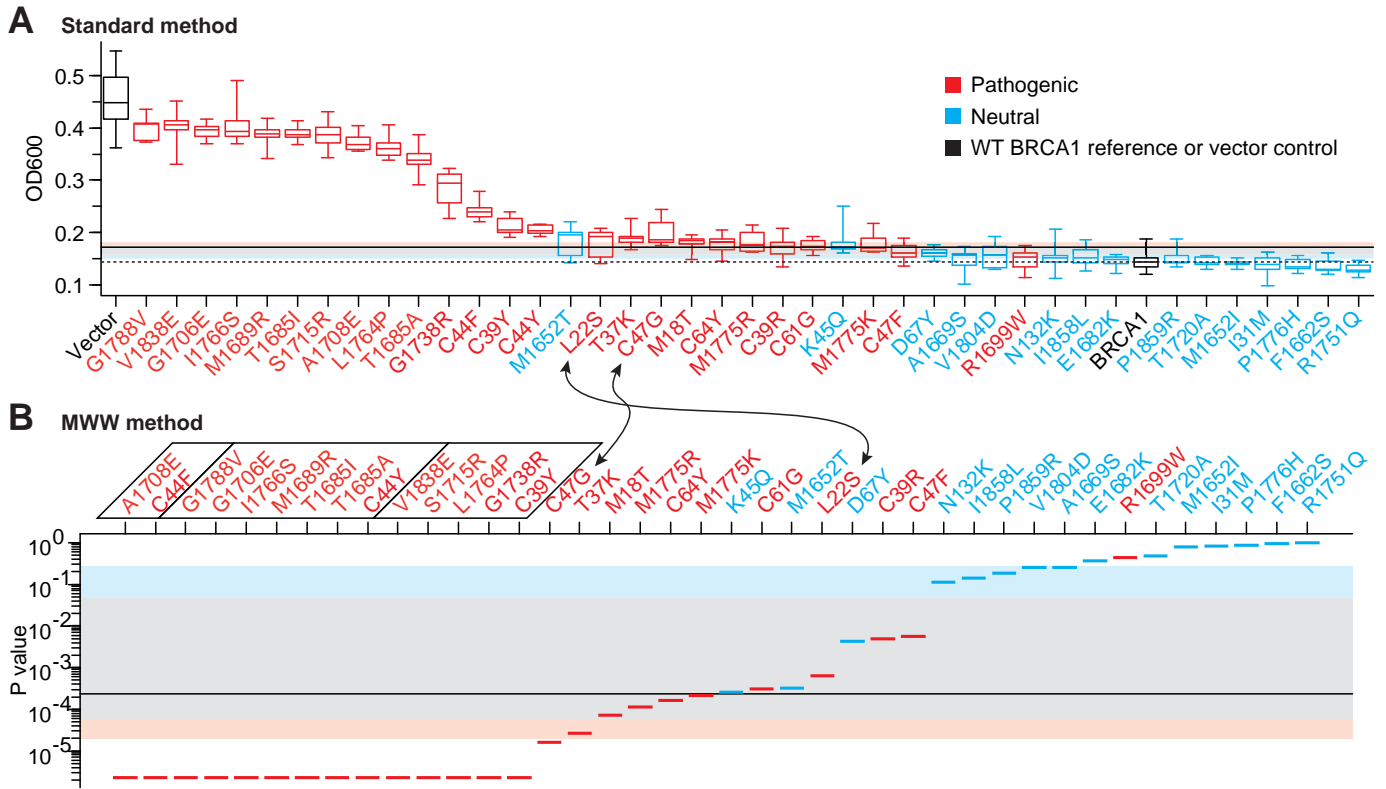 A Standard method
0.5
0.4
0.3
0.2
0.1
OD600
Pathogenic
Neutral
WT BRCA1 reference or vector control
Vector
G1788V
V1838E
G1706E
I1766S
M1689R
T1685I
S1715R
A1708E
L1764P
T1685A
G1738R
C44F
C39Y
C44Y
M1652T
L22S
T37K
C47G
M18T
C64Y
M1775R
C39R
C61G
K45Q
M1775K
C47F
D67Y
A1669S
V1804D
R1699W
N132K
I1858L
E1682K
BRCA1
P1859R
T1720A
M1652I
I31M
P1776H
F1662S
R1751Q
B MWW method
A1708E
C44F
G1788V
G1706E
I1766S
M1689R
T1685I
T1685A
C44Y
V1838E
S1715R
L1764P
G1738R
C39Y
C47G
T37K
M18T
M1775R
C64Y
M1775K
K45Q
C61G
M1652T
L22S
D67Y
C39R
C47F
N132K
I1858L
P1859R
V1804D
A1669S
E1682K
R1699W
T1720A
M1652I
I31M
P1776H
F1662S
R1751Q
10⁰
10⁻¹
10⁻²
10⁻³
10⁻⁴
10⁻⁵
P value